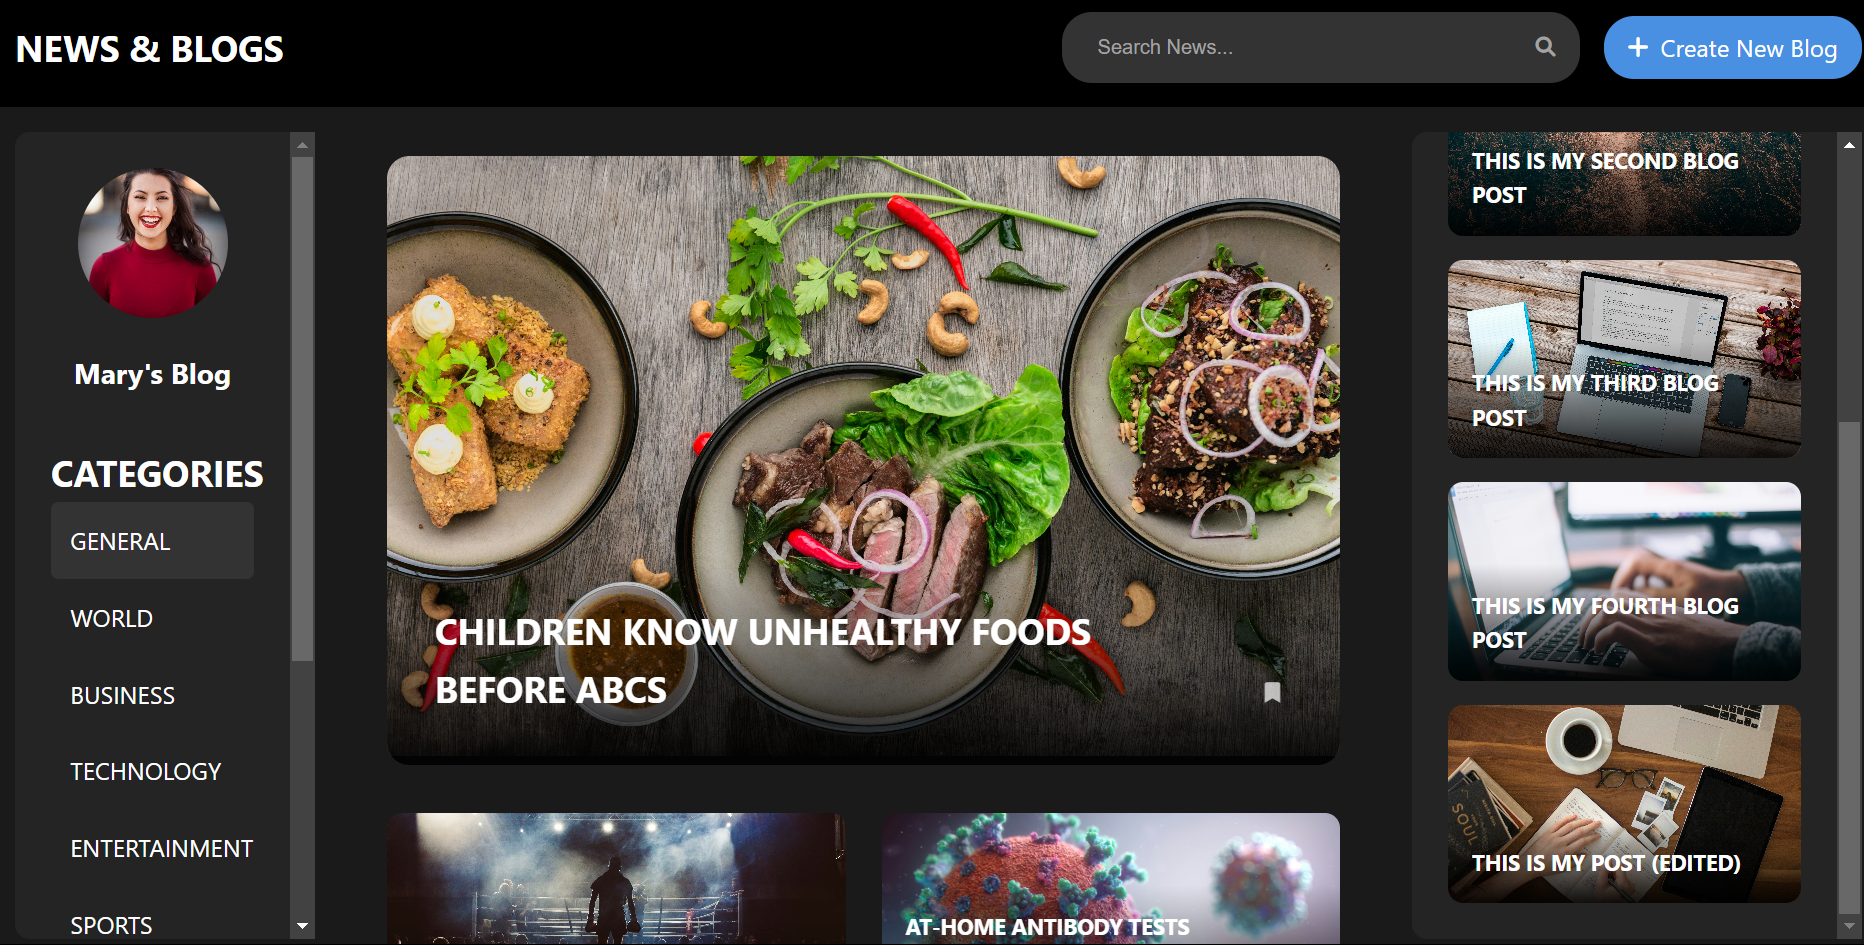 NEWS & BLOGS
Search News...
Create New Blog
Mary's Blog
CATEGORIES
GENERAL
WORLD
BUSINESS
TECHNOLOGY
ENTERTAINMENT
SPORTS
CHILDREN KNOW UNHEALTHY FOODS
BEFORE ABCS
AT-HOME ANTIBODY TESTS
THIS IS MY SECOND BLOG
POST
THIS IS MY THIRD BLOG
POST
THIS IS MY FOURTH BLOG
POST
SOUL
THIS IS MY POST (EDITED)